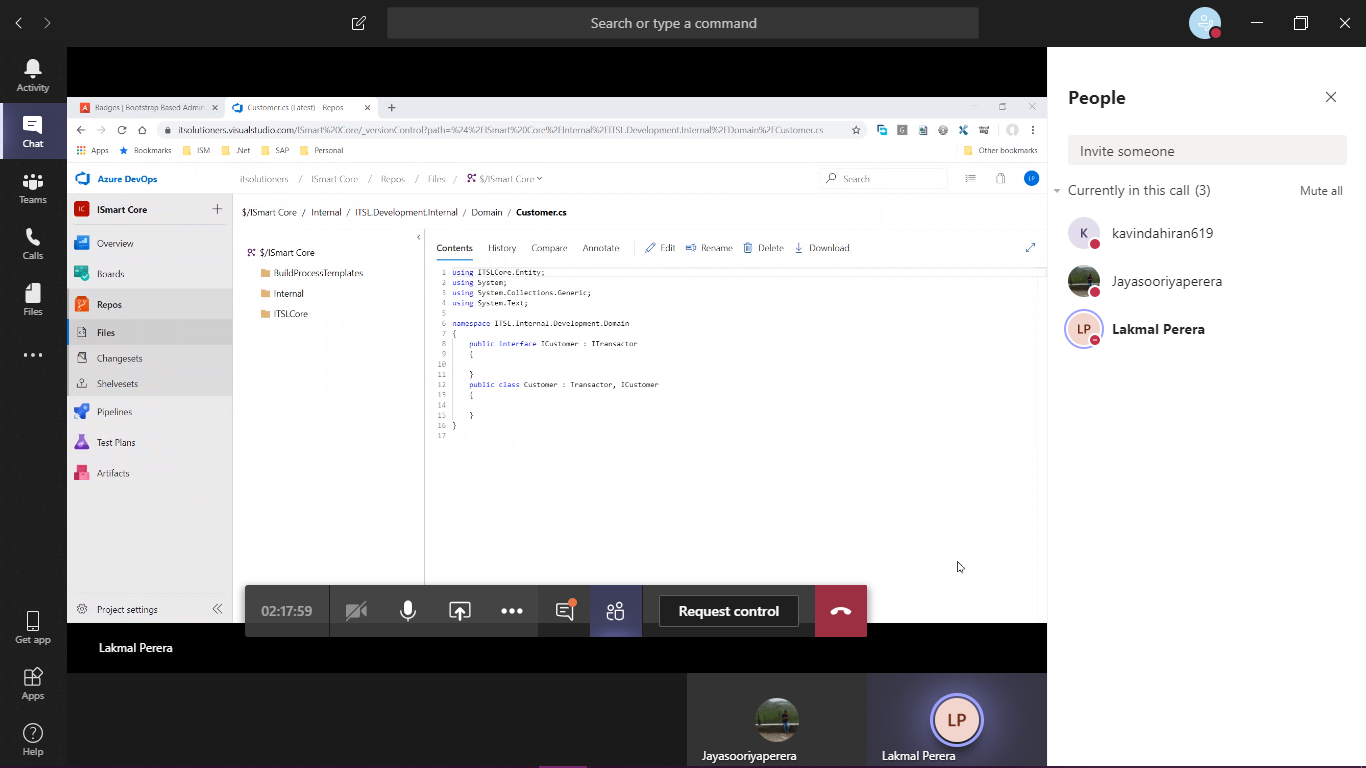 Search or type a command
Activity
Chat
Teams
Calls
Files
Get app
Apps
Help
Badges | Bootstrap Based Admin
Customer.cs (Latest) - Repos
itsolutioners.visualstudio.com/ISmart%20Core/_versionControl?path=%24%2FISmart%20Core%2FInternal%2FITSL.Development.Internal%2FDomain%2FCustomer.cs
Apps
Bookmarks
ISM
.Net
SAP
Personal
Other bookmarks
Azure DevOps
itsolutioners / ISmart Core / Repos / Files / $/ISmart Core
Search
LP
IC
ISmart Core
Overview
Boards
Repos
Files
Changesets
Shelvesets
Pipelines
Test Plans
Artifacts
Project settings
$/ISmart Core / Internal / ITSL.Development.Internal / Domain / Customer.cs
$/ISmart Core
BuildProcessTemplates
Internal
ITSLCore
Contents History Compare Annotate Edit Rename Delete Download
1 using ITSLCore.Entity;
2 using System;
3 using System.Collections.Generic;
4 using System.Text;
5
6 namespace ITSL.Internal.Development.Domain
7 {
8 public interface ICustomer : ITransactor
9 {
10
11 }
12 public class Customer : Transactor, ICustomer
13 {
14
15 }
16 }
17
02:17:59
Request control
Lakmal Perera
Jayasooriyaperera
LP
Lakmal Perera
People
Invite someone
Currently in this call (3)
Mute all
K
kavindahiran619
Jayasooriyaperera
LP
Lakmal Perera